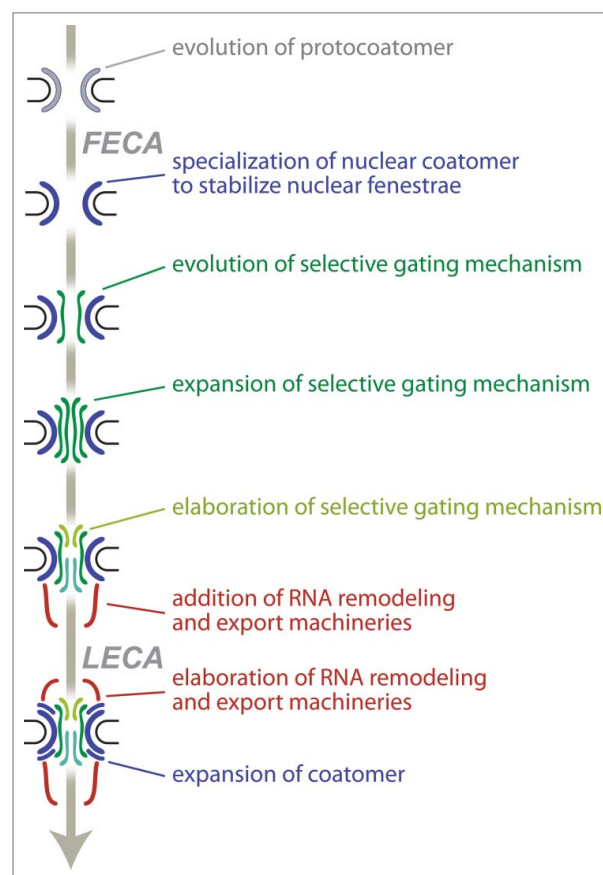 evolution of protocoatomer
FECA
specialization of nuclear coatomer
to stabilize nuclear fenestrae
evolution of selective gating mechanism
expansion of selective gating mechanism
elaboration of selective gating mechanism
addition of RNA remodeling
and export machineries
LECA
elaboration of RNA remodeling
and export machineries
expansion of coatomer